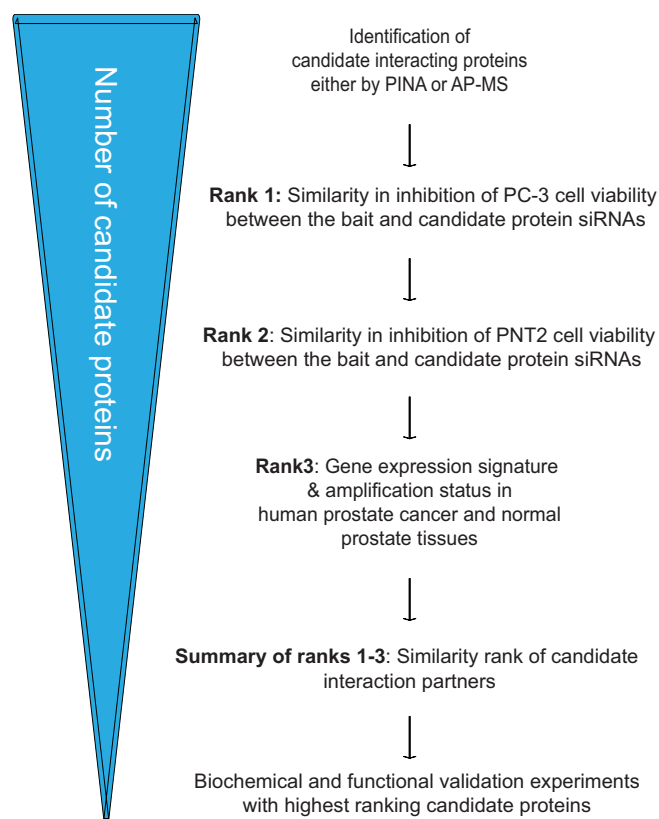 Number of candidate proteins
Identification of
candidate interacting proteins
either by PINA or AP-MS
Rank 1: Similarity in inhibition of PC-3 cell viability
between the bait and candidate protein siRNAs
Rank 2: Similarity in inhibition of PNT2 cell viability
between the bait and candidate protein siRNAs
Rank3: Gene expression signature
& amplification status in
human prostate cancer and normal
prostate tissues
Summary of ranks 1-3: Similarity rank of candidate
interaction partners
Biochemical and functional validation experiments
with highest ranking candidate proteins